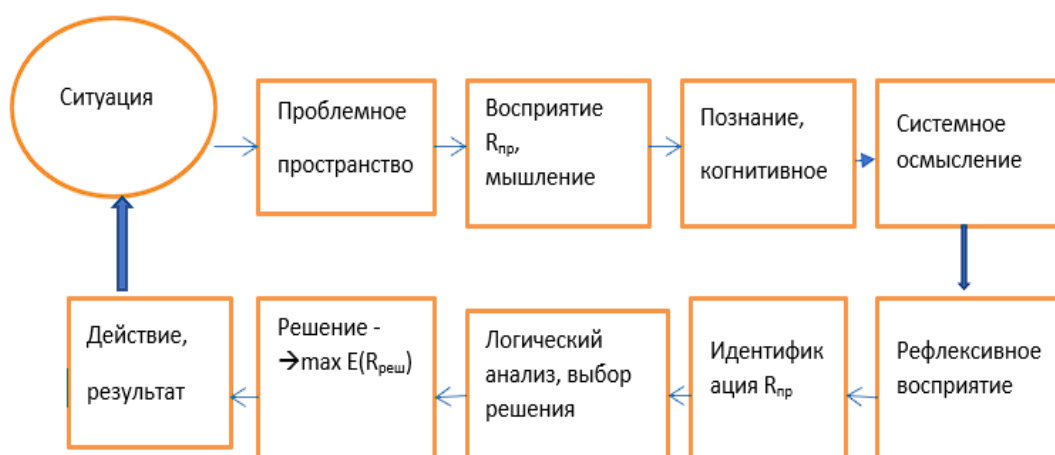 Ситуация
Проблемное
пространство
Восприятие
Rпр,
мышление
Познание,
когнитивное
Системное
осмысление
Рефлексивное
восприятие
Идентифик
ация Rпр
Логический
анализ, выбор
решения
Решение -
→max E(Rреш)
Действие,
результат